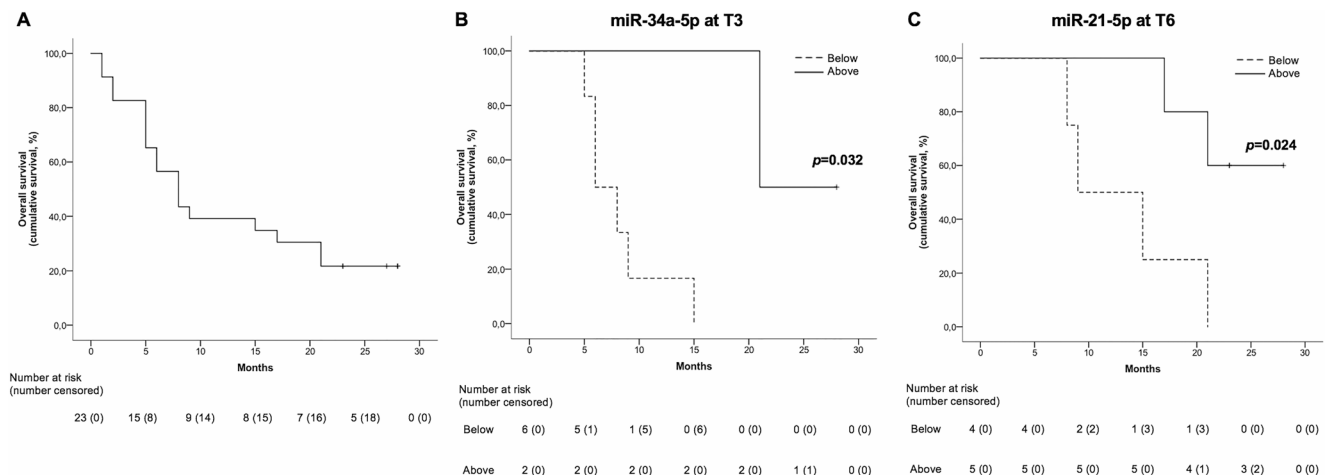 A
100,0
80,0
60,0
40,0
20,0
0,0
Overall survival
(cumulative survival, %)
0 5 10 15 20 25 30
Months
Number at risk
(number censored)
23 (0) 15 (8) 9 (14) 8 (15) 7 (16) 5 (18) 0 (0)
B
miR-34a-5p at T3
Below
Above
p=0.032
100,0
80,0
60,0
40,0
20,0
0,0
Overall survival
(cumulative survival, %)
0 5 10 15 20 25 30
Months
Number at risk
(number censored)
Below 6 (0) 5 (1) 1 (5) 0 (6) 0 (0) 0 (0) 0 (0)
Above 2 (0) 2 (0) 2 (0) 2 (0) 2 (0) 1 (1) 0 (0)
C
miR-21-5p at T6
Below
Above
p=0.024
100,0
80,0
60,0
40,0
20,0
0,0
Overall survival
(cumulative survival, %)
0 5 10 15 20 25 30
Months
Number at risk
(number censored)
Below 4 (0) 4 (0) 2 (2) 1 (3) 1 (3) 0 (0) 0 (0)
Above 5 (0) 5 (0) 5 (0) 5 (0) 4 (1) 3 (2) 0 (0)